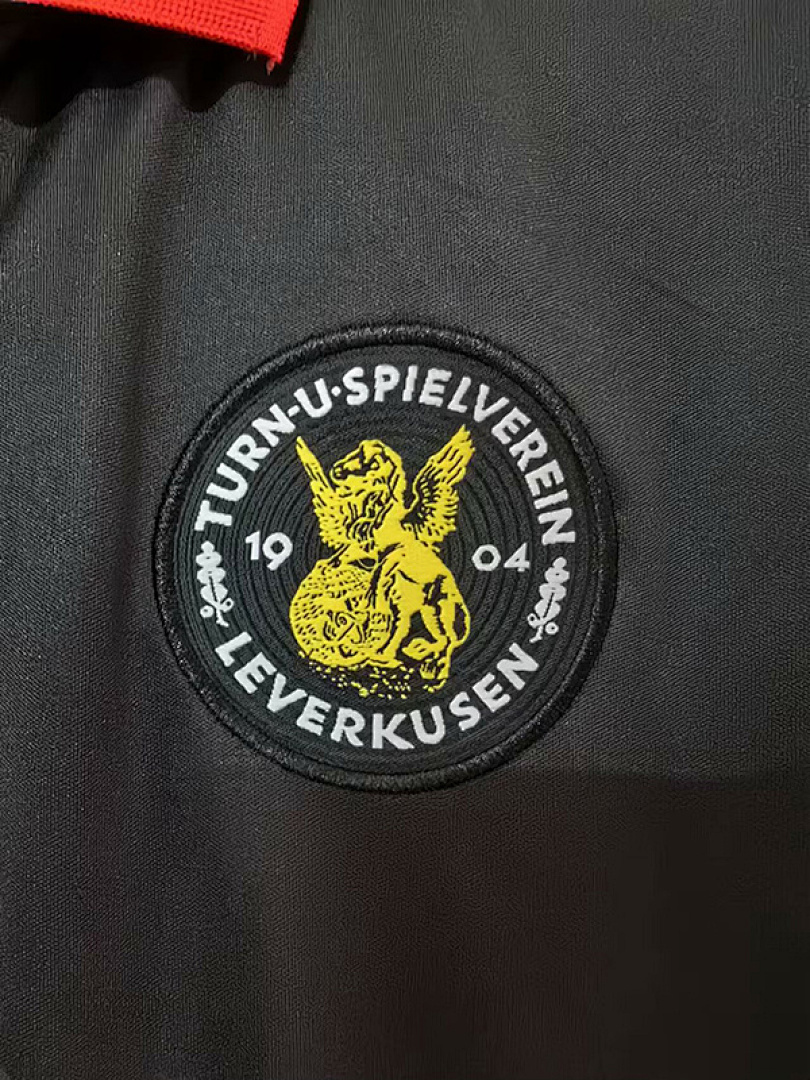 TURN-U·SPIELVEREIN
19 04
LEVERKUSEN